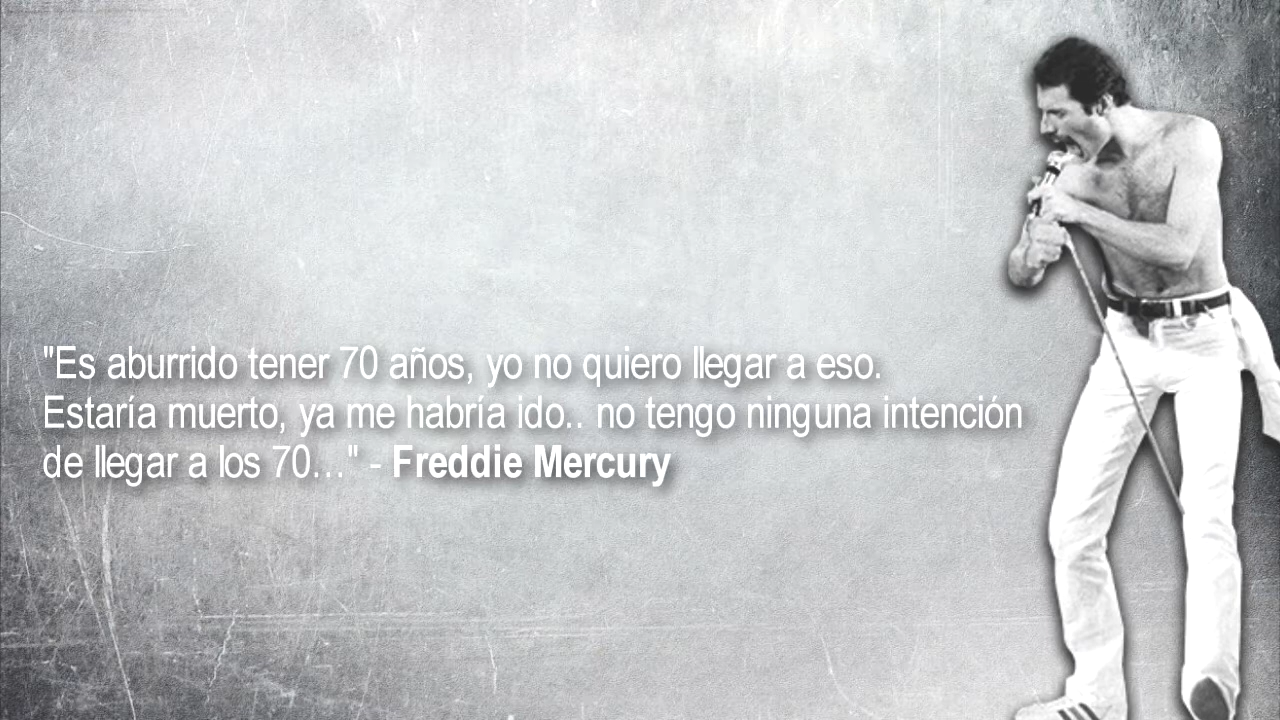 "Es aburrido tener 70 años, yo no quiero llegar a eso.
Estaría muerto, ya me habría ido.. no tengo ninguna intención
de llegar a los 70…" - Freddie Mercury